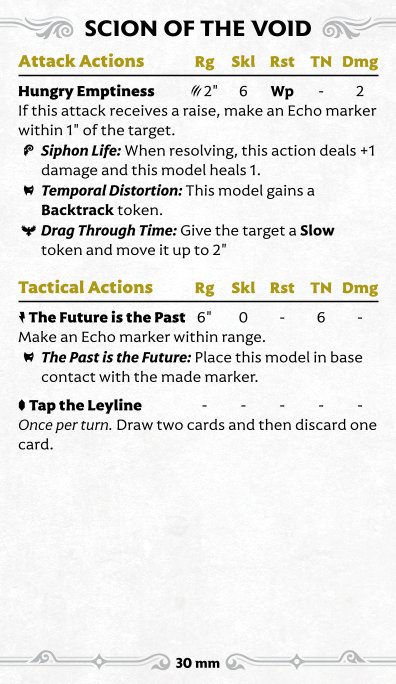 SCION OF THE VOID
Attack Actions Rg Skl Rst TN Dmg
Hungry Emptiness 2" 6 Wp - 2
If this attack receives a raise, make an Echo marker
within 1" of the target.
Siphon Life: When resolving, this action deals +1
damage and this model heals 1.
Temporal Distortion: This model gains a
Backtrack token.
Drag Through Time: Give the target a Slow
token and move it up to 2"
Tactical Actions Rg Skl Rst TN Dmg
The Future is the Past 6" 0 - 6 -
Make an Echo marker within range.
The Past is the Future: Place this model in base
contact with the made marker.
Tap the Leyline - - - - -
Once per turn. Draw two cards and then discard one
card.
30 mm